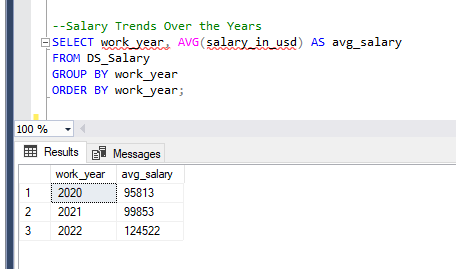 --Salary Trends Over the Years
SELECT work_year, AVG(salary_in_usd) AS avg_salary
FROM DS_Salary
GROUP BY work_year
ORDER BY work_year;
100 %
Results Messages
work_year avg_salary
1 2020 95813
2 2021 99853
3 2022 124522